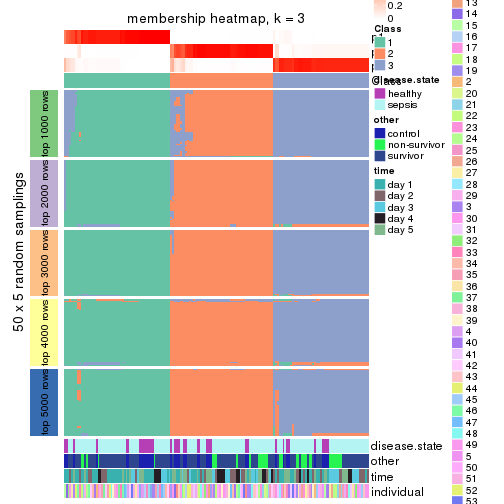 membership heatmap, k = 3
50 x 5 random samplings
top 1000 rows
top 2000 rows
top 3000 rows
top 4000 rows
top 5000 rows
disease.state
other
time
individual
0.2
0
Class
1
2
3
disease.state
healthy
sepsis
other
control
non-survivor
survivor
time
day 1
day 2
day 3
day 4
day 5
13
14
15
16
17
18
19
2
20
21
22
23
24
25
26
27
28
29
3
30
31
32
33
34
35
36
37
38
39
4
40
41
42
43
44
45
46
47
48
49
5
50
51
52
53